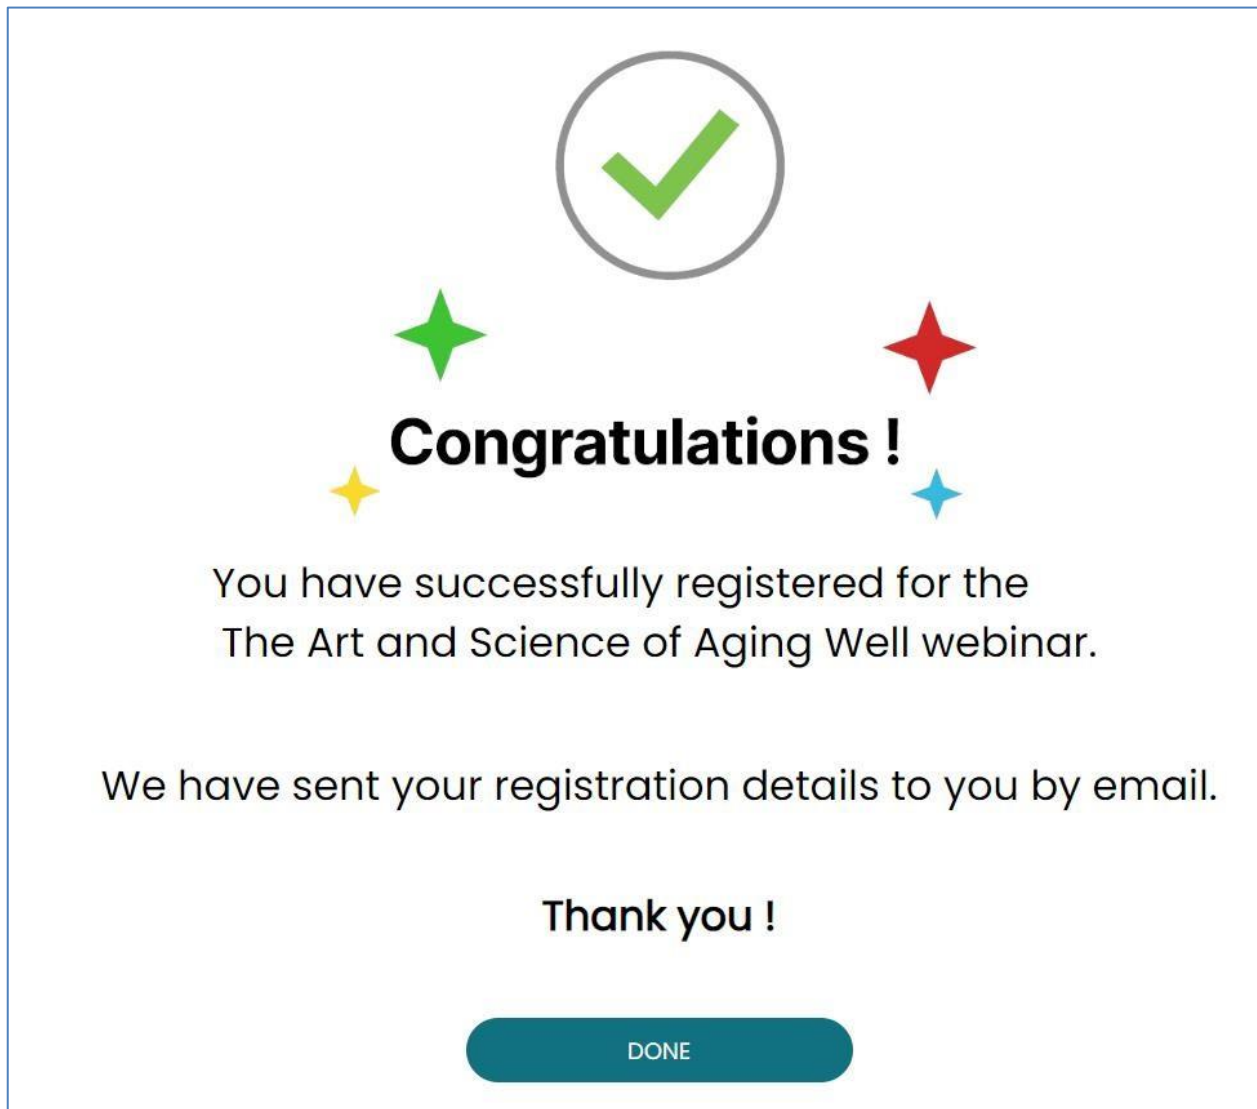 Congratulations !
You have successfully registered for the
The Art and Science of Aging Well webinar.
We have sent your registration details to you by email.
Thank you !
DONE